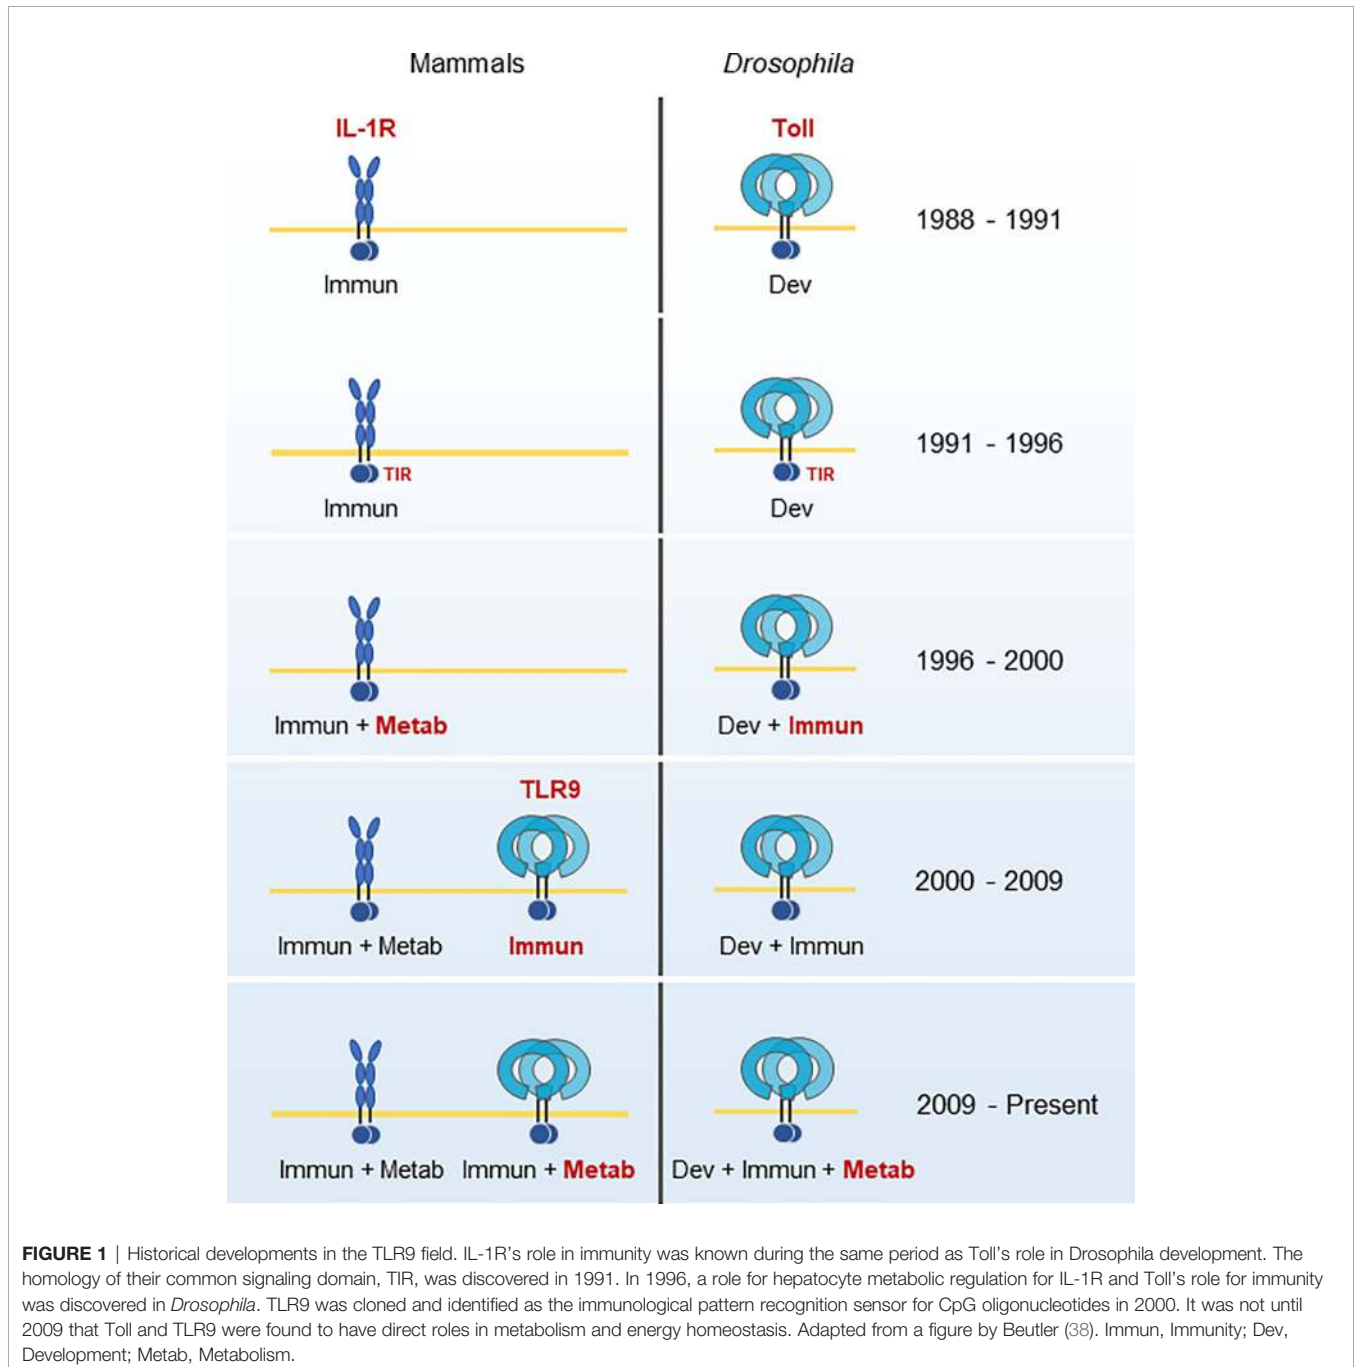 Mammals Drosophila
IL-1R Toll
1988 - 1991
Immun Dev
1991 - 1996
TIR TIR
Immun Dev
1996 - 2000
Immun + Metab Dev + Immun
TLR9
2000 - 2009
Immun + Metab Immun Dev + Immun
2009 - Present
Immun + Metab Immun + Metab Dev + Immun + Metab
FIGURE 1 | Historical developments in the TLR9 field. IL-1R's role in immunity was known during the same period as Toll's role in Drosophila development. The
homology of their common signaling domain, TIR, was discovered in 1991. In 1996, a role for hepatocyte metabolic regulation for IL-1R and Toll's role for immunity
was discovered in Drosophila. TLR9 was cloned and identified as the immunological pattern recognition sensor for CpG oligonucleotides in 2000. It was not until
2009 that Toll and TLR9 were found to have direct roles in metabolism and energy homeostasis. Adapted from a figure by Beutler (38). Immun, Immunity; Dev,
Development; Metab, Metabolism.